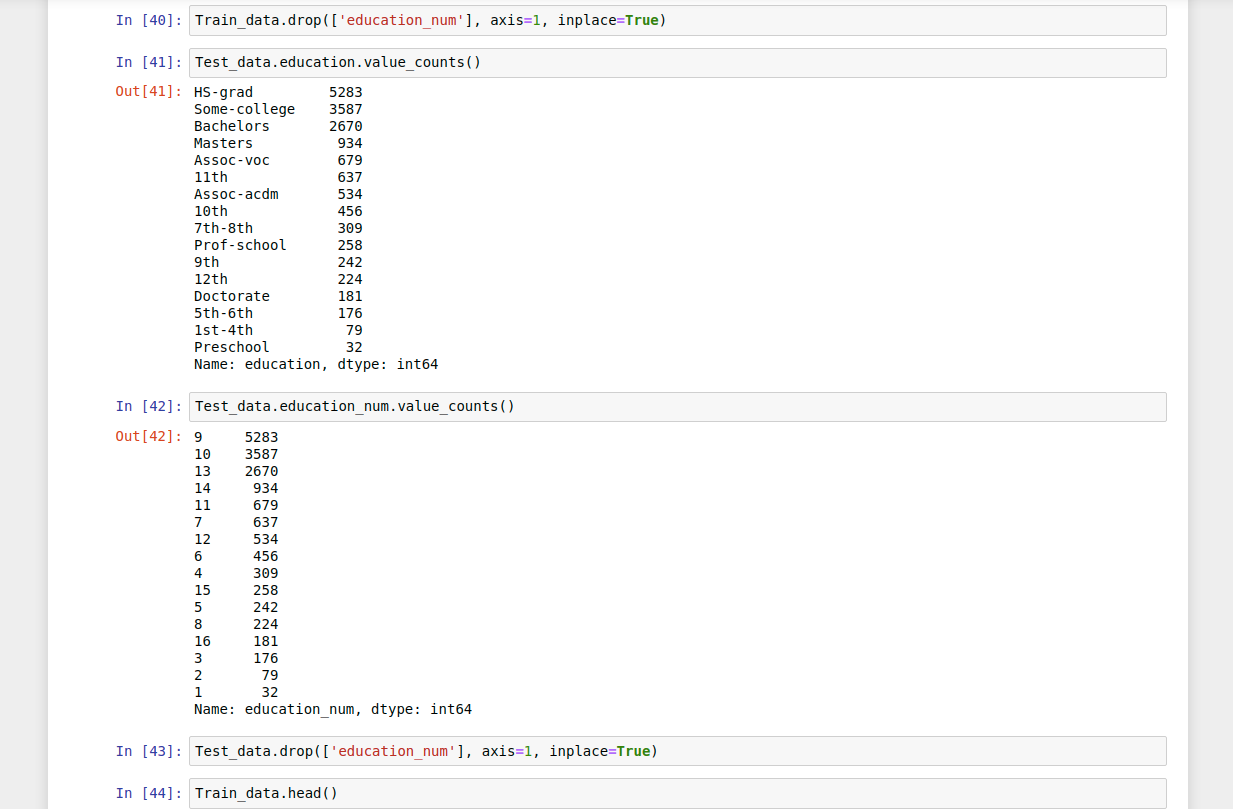 In [40]: Train_data.drop(['education_num'], axis=1, inplace=True)
In [41]: Test_data.education.value_counts()
Out[41]: HS-grad         5283
Some-college    3587
Bachelors       2670
Masters          934
Assoc-voc        679
11th             637
Assoc-acdm       534
10th             456
7th-8th          309
Prof-school      258
9th              242
12th             224
Doctorate        181
5th-6th          176
1st-4th           79
Preschool         32
Name: education, dtype: int64
In [42]: Test_data.education_num.value_counts()
Out[42]: 9     5283
10    3587
13    2670
14     934
11     679
7      637
12     534
6      456
4      309
15     258
5      242
8      224
16     181
3      176
2       79
1       32
Name: education_num, dtype: int64
In [43]: Test_data.drop(['education_num'], axis=1, inplace=True)
In [44]: Train_data.head()